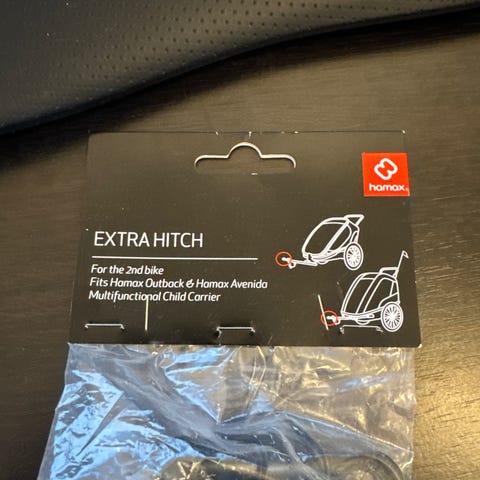 hamax
EXTRA HITCH
For the 2nd bike
Fits Hamax Outback & Hamax Avenida
Multifunctional Child Carrier